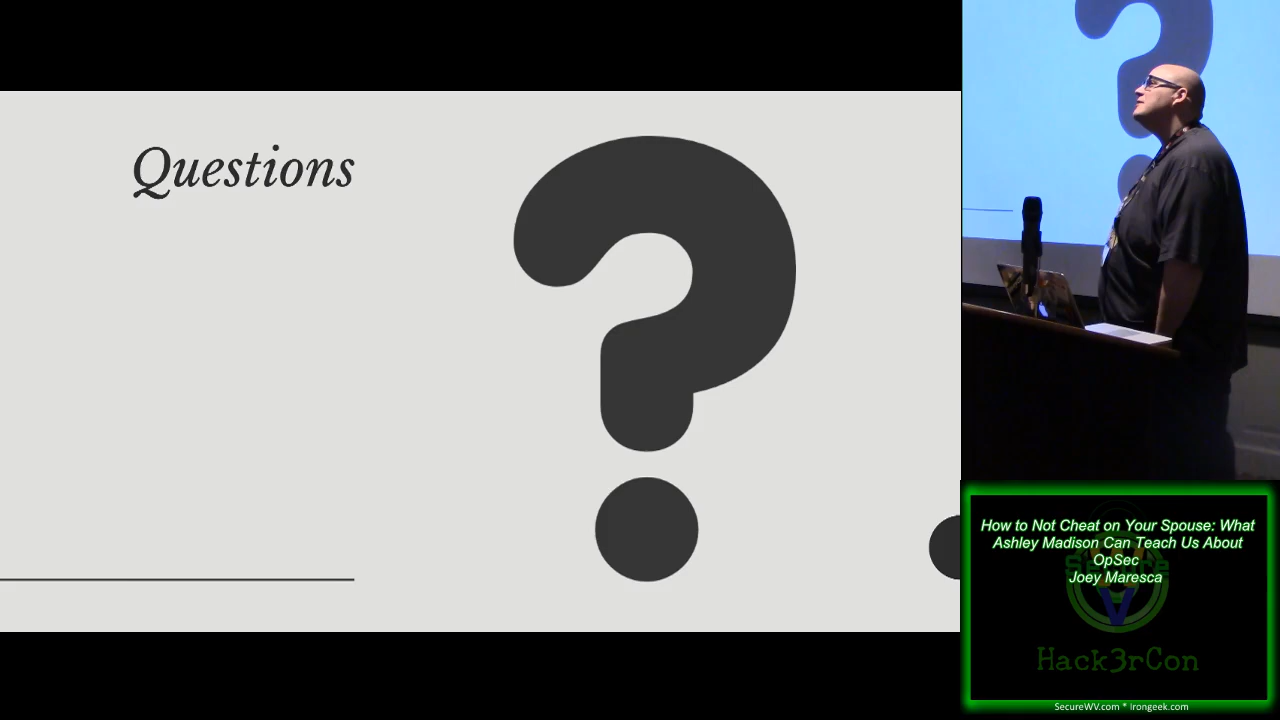 Questions
?
How to Not Cheat on Your Spouse: What
Ashley Madison Can Teach Us About
OpSec
Joey Maresca
Hack3rCon
SecureWV.com * Irongeek.com